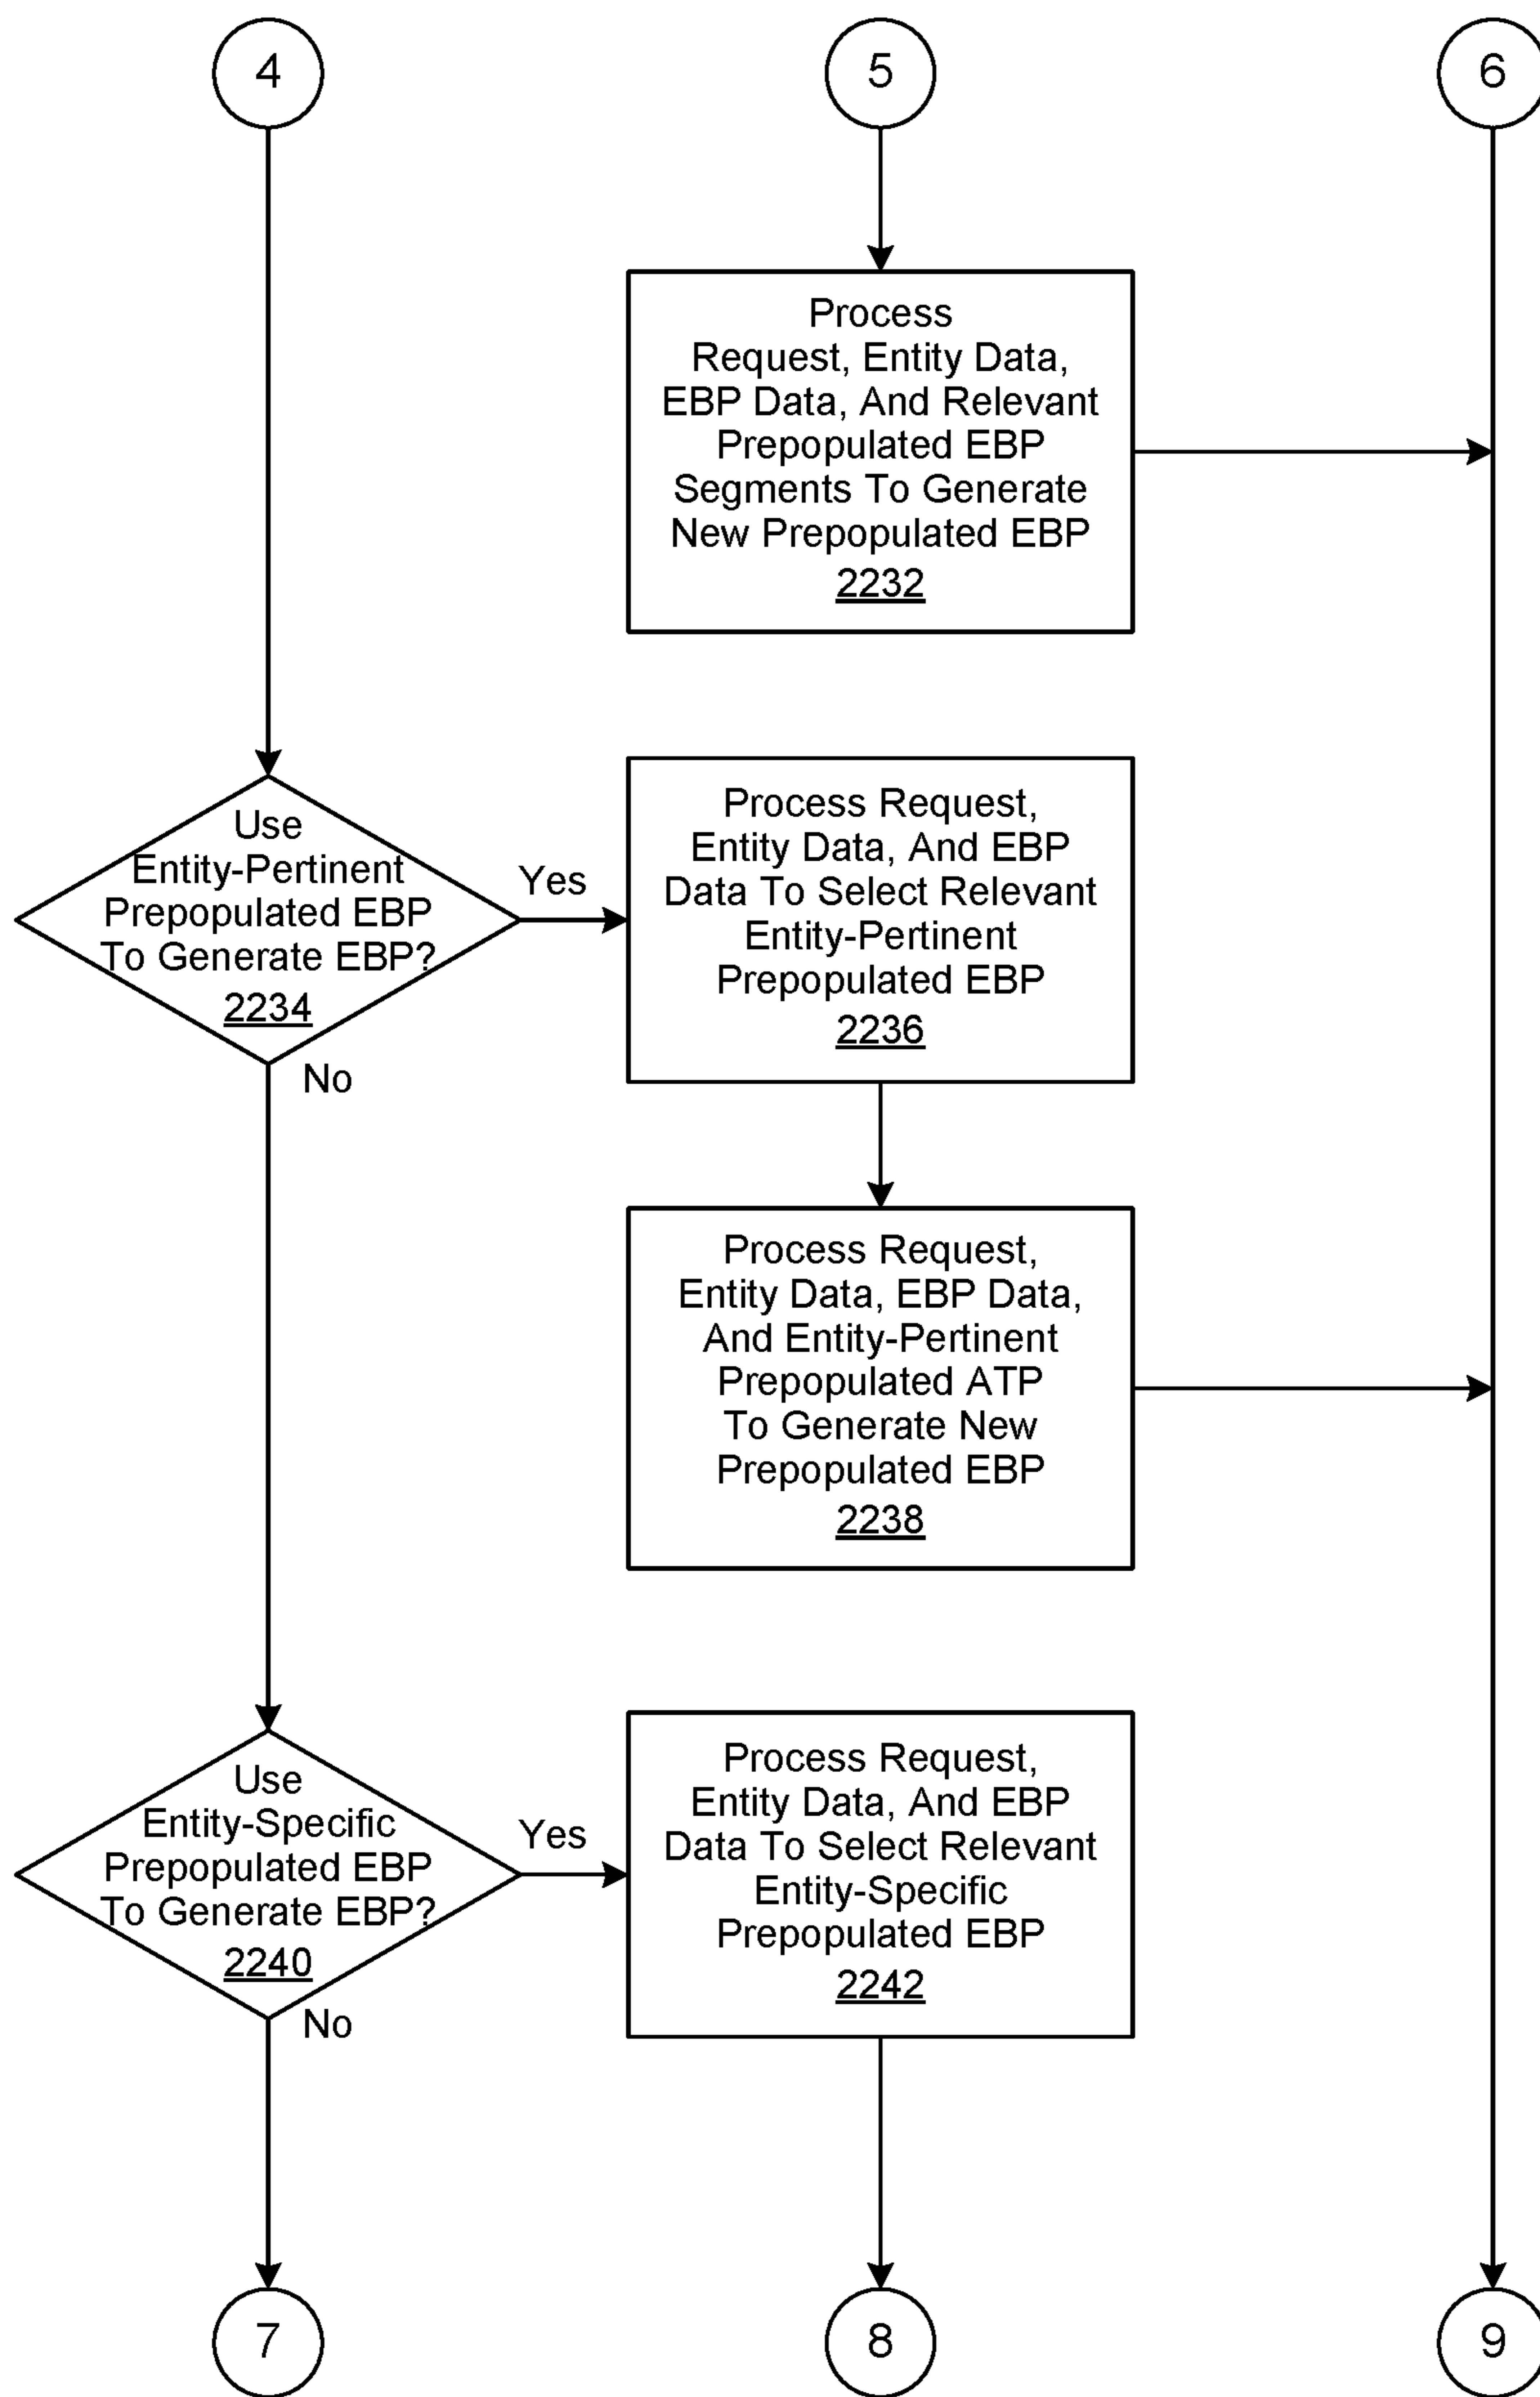 4
5
6
Process
Request, Entity Data,
EBP Data, And Relevant
Prepopulated EBP
Segments To Generate
New Prepopulated EBP
2232
Use
Entity-Pertinent
Prepopulated EBP
To Generate EBP?
2234
Yes
No
Process Request,
Entity Data, And EBP
Data To Select Relevant
Entity-Pertinent
Prepopulated EBP
2236
Process Request,
Entity Data, EBP Data,
And Entity-Pertinent
Prepopulated ATP
To Generate New
Prepopulated EBP
2238
Use
Entity-Specific
Prepopulated EBP
To Generate EBP?
2240
Yes
No
Process Request,
Entity Data, And EBP
Data To Select Relevant
Entity-Specific
Prepopulated EBP
2242
7
8
9